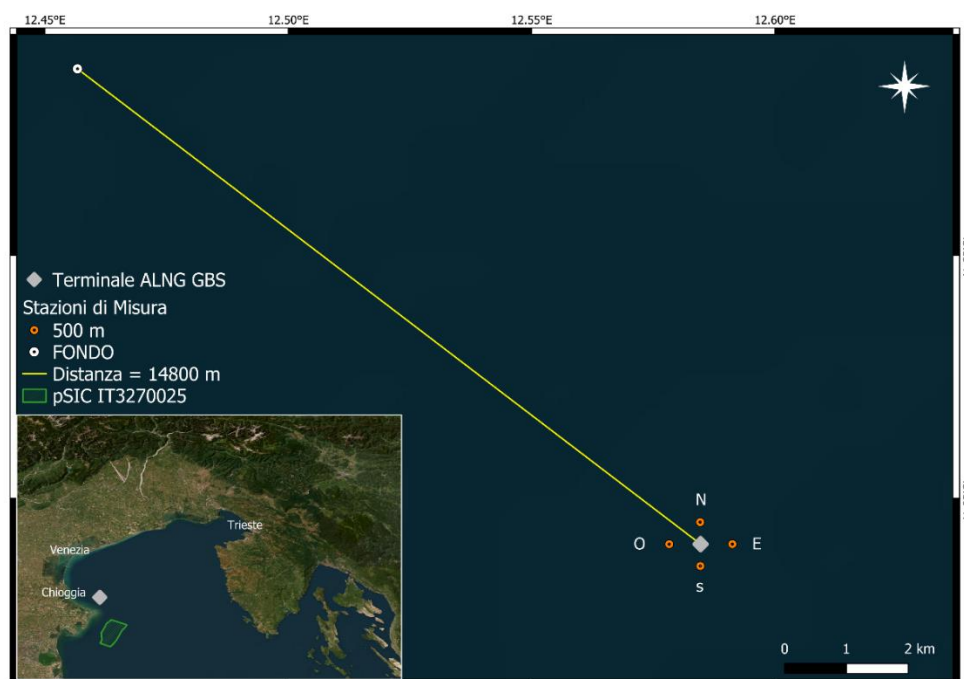 12.45°E 12.50°E 12.55°E 12.60°E
Terminale ALNG GBS
Stazioni di Misura
500 m
FONDO
Distanza = 14800 m
pSIC IT3270025
N
O E
s
Trieste
Venezia
Chioggia
0 1 2 km